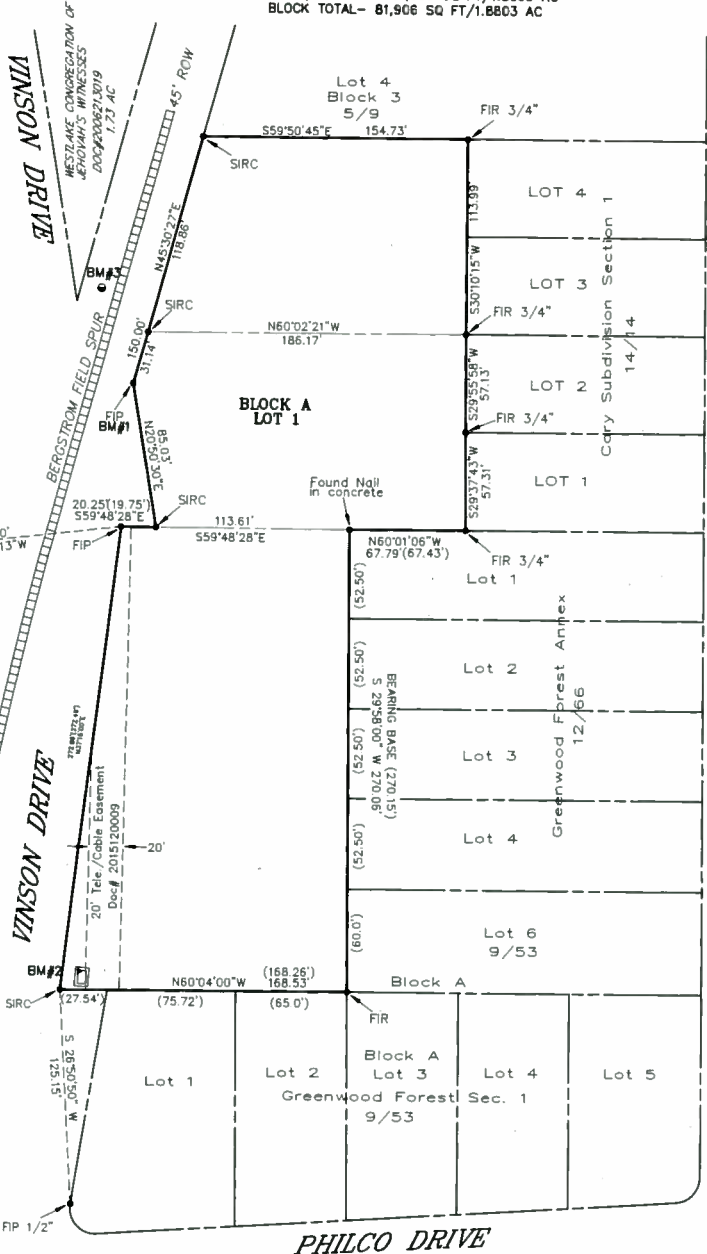 BLOCK TOTAL- 81,906 SQ FT/1.8803 AC
VINSON DRIVE
WESTLAKE CONGREGATION OF
JEHOVAH'S WITNESSES
DOC#2006213019
1.73 AC
45' ROW
Lot 4
Block 3
5/9
S59°50'45"E 154.73'
FIR 3/4"
SIRC
LOT 4
113.99'
S30°10'15"W
LOT 3
FIR 3/4"
Cary Subdivision Section 1
14/14
N45°30'27"E
118.86'
BM#3
SIRC
N60°02'21"W
186.17'
150.00'
31.14'
S29°55'58"W
57.13'
LOT 2
FIR 3/4"
BERGSTROM FIELD SPUR
BLOCK A
LOT 1
FIP
BM#1
85.03'
N20°50'30"E
S29°37'43"W
57.31'
LOT 1
Found Nail
in concrete
20.25'(19.75')
S59°48'28"E
SIRC
FIP
113.61'
S59°48'28"E
N60°01'06"W
67.79'(67.43')
FIR 3/4"
13"W
Lot 1
(52.50')
Lot 2
(52.50')
Lot 3
(52.50')
Lot 4
(52.50')
Greenwood Forest Annex
12/66
BEARING BASE (270.15')
S 29°58'00" W 270.06'
20' Tele./Cable Easement
Doc# 2015120009
20'
VINSON DRIVE
(60.0')
Lot 6
9/53
BM#2
SIRC
N60°04'00"W
(168.26')
168.53'
Block A
(27.54')
(75.72')
(65.0')
FIR
S 26°50'50" W
125.15'
Lot 1
Lot 2
Block A
Lot 3
Lot 4
Lot 5
Greenwood Forest Sec. 1
9/53
FIP 1/2"
PHILCO DRIVE